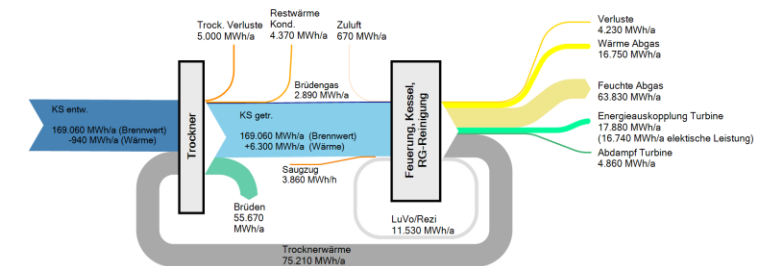 Trock. Verluste
5.000 MWh/a
Restwärme
Kond.
4.370 MWh/a
Zuluft
670 MWh/a
Verluste
4.230 MWh/a
Wärme Abgas
16.750 MWh/a
Brüdengas
2.890 MWh/a
Feuchte Abgas
63.830 MWh/a
KS entw.
169.060 MWh/a (Brennwert)
-940 MWh/a (Wärme)
Trockner
KS getr.
169.060 MWh/a (Brennwert)
+6.300 MWh/a (Wärme)
Feuerung, Kessel,
RG-Reinigung
Energieauskopplung Turbine
17.880 MWh/a
(16.740 MWh/a elektische Leistung)
Abdampf Turbine
4.860 MWh/a
Saugzug
3.860 MWh/h
Brüden
55.670
MWh/a
LuVo/Rezi
11.530 MWh/a
Trocknerwärme
75.210 MWh/a